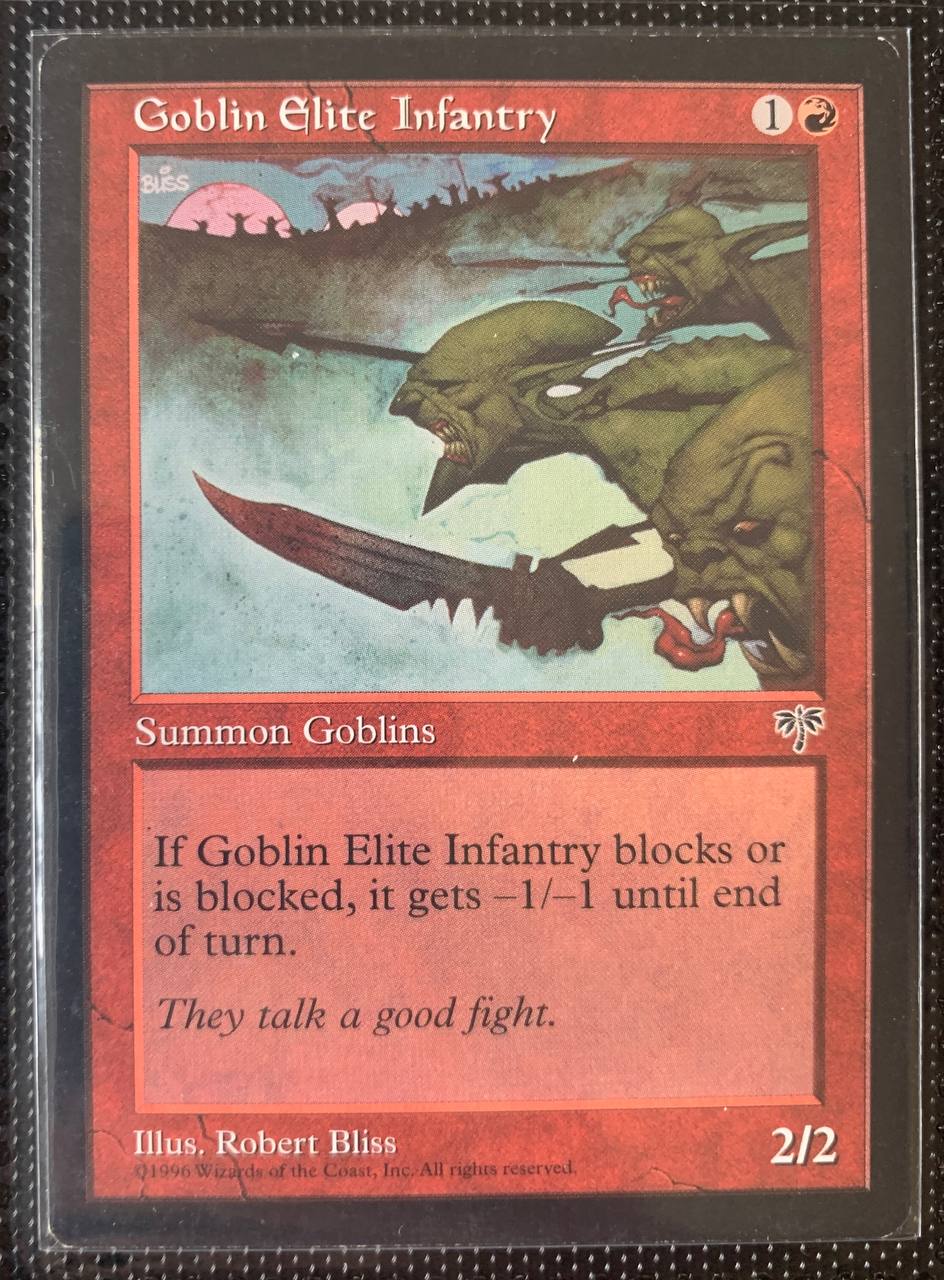 Goblin Elite Infantry 1
BLISS
Summon Goblins
If Goblin Elite Infantry blocks or
is blocked, it gets –1/–1 until end
of turn.
They talk a good fight.
Illus. Robert Bliss
2/2
©1996 Wizards of the Coast, Inc. All rights reserved.